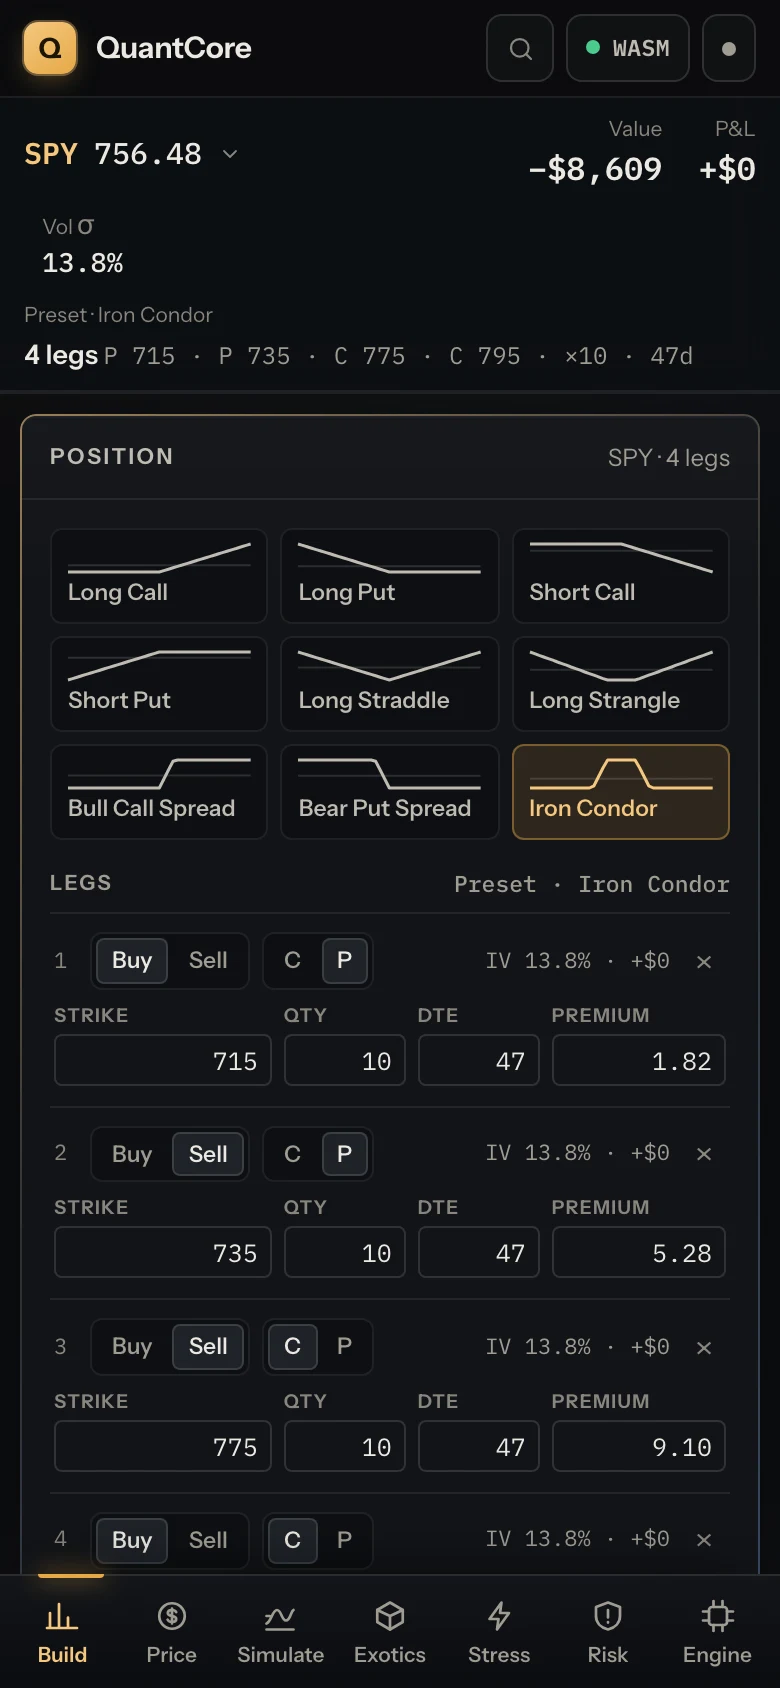 Q QuantCore WASM
Value P&L
SPY 756.48 −$8,609 +$0
Vol σ
13.8%
Preset·Iron Condor
4 legs P 715 · P 735 · C 775 · C 795 · ×10 · 47d
POSITION SPY·4 legs
Long Call Long Put Short Call
Short Put Long Straddle Long Strangle
Bull Call Spread Bear Put Spread Iron Condor
LEGS Preset · Iron Condor
1 Buy Sell C P IV 13.8% · +$0 ×
STRIKE QTY DTE PREMIUM
715 10 47 1.82
2 Buy Sell C P IV 13.8% · +$0 ×
STRIKE QTY DTE PREMIUM
735 10 47 5.28
3 Buy Sell C P IV 13.8% · +$0 ×
STRIKE QTY DTE PREMIUM
775 10 47 9.10
4 Buy Sell C P IV 13.8% · +$0 ×
Build Price Simulate Exotics Stress Risk Engine